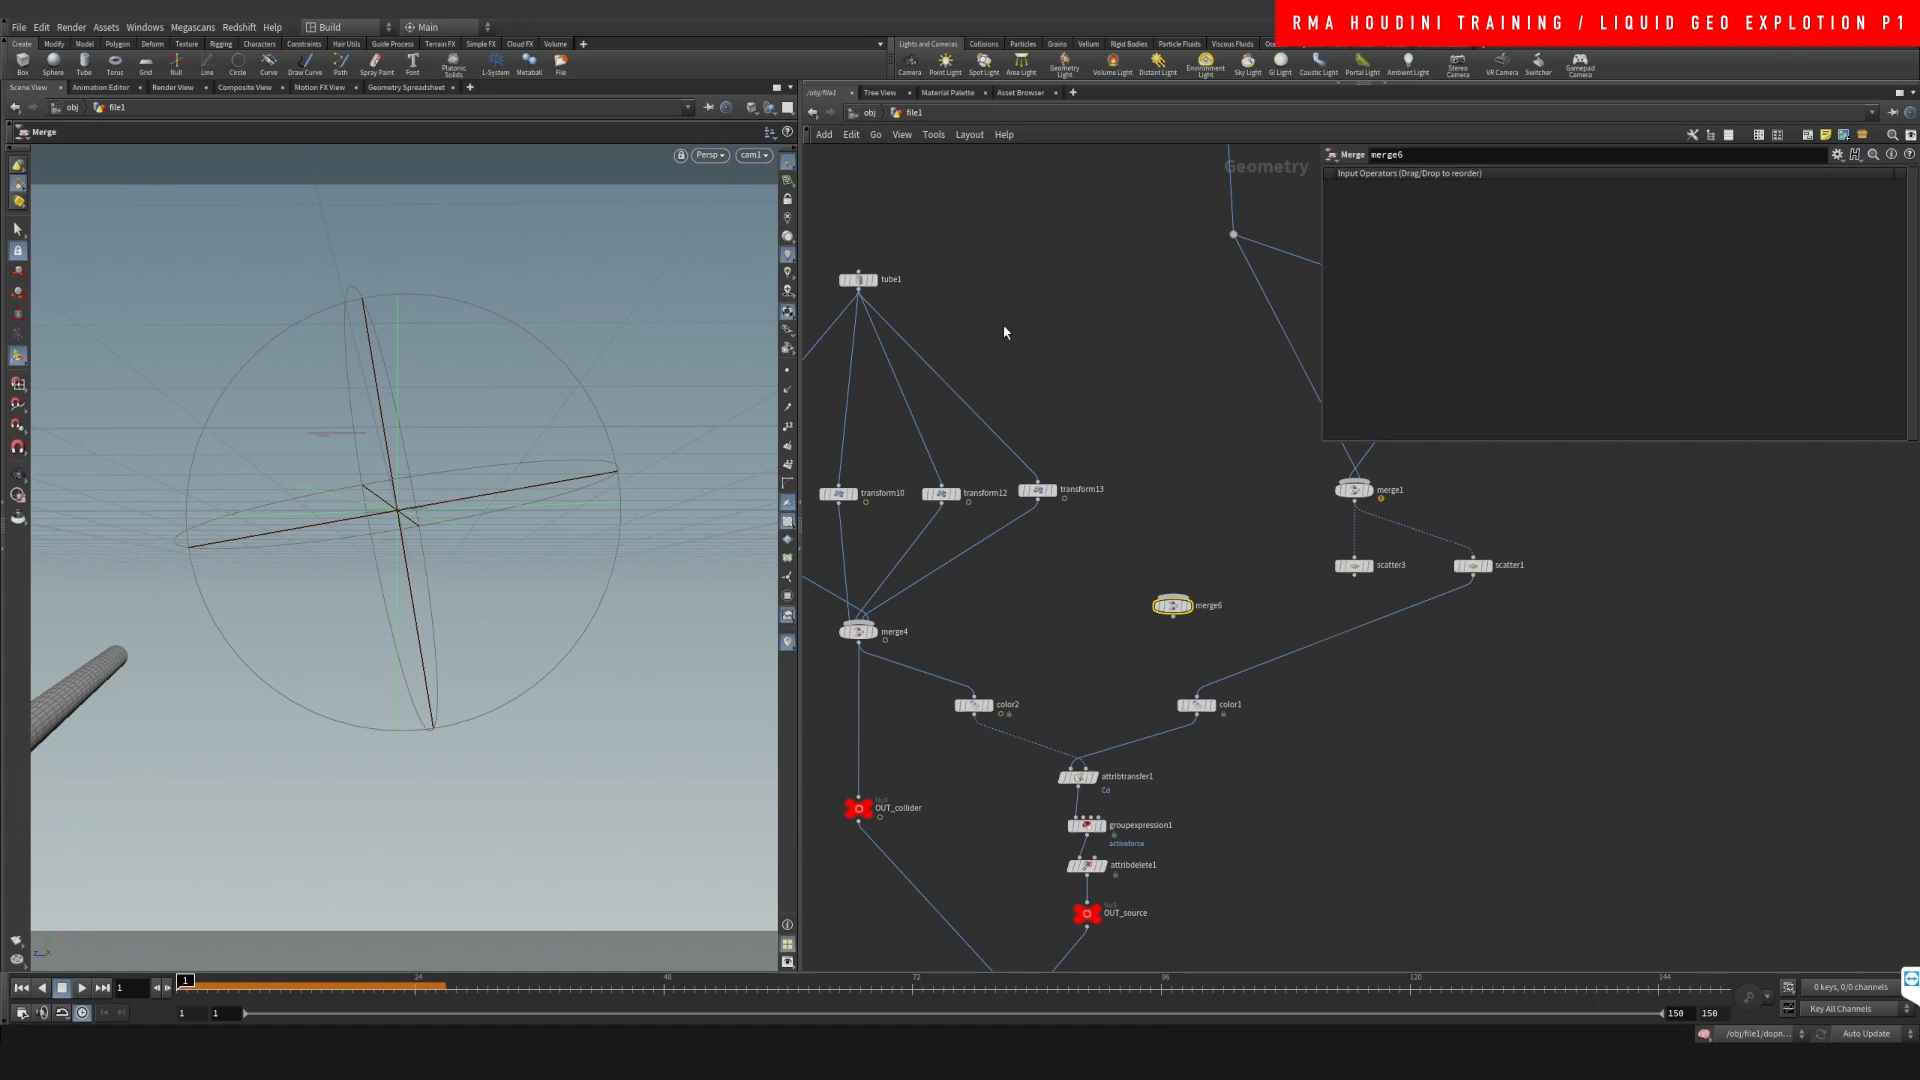 RMA HOUDINI TRAINING / LIQUID GEO EXPLOTION P1
File Edit Render Assets Windows Megascans Redshift Help Build Main
Create Modify Model Polygon Deform Texture Rigging Characters Constraints Hair Utils Guide Process Terrain FX Simple FX Cloud FX Volume
Lights and Cameras Collisions Particles Grains Vellum Rigid Bodies Particle Fluids Viscous Fluids
Box Sphere Tube Torus Grid Null Line Circle Curve Draw Curve Path Spray Paint Font Platonic Solids L-System Metaball File
Camera Point Light Spot Light Area Light Geometry Light Volume Light Distant Light Environment Light Sky Light GI Light Caustic Light Portal Light Ambient Light Stereo Camera VR Camera Switcher Gamepad Camera
Scene View Animation Editor Render View Composite View Motion FX View Geometry Spreadsheet
/obj/file1 Tree View Material Palette Asset Browser
obj file1
obj file1
Merge
Add Edit Go View Tools Layout Help
Persp cam1
Geometry
Merge merge6
Input Operators (Drag/Drop to reorder)
tube1
transform10
transform12
transform13
merge1
scatter3
scatter1
merge6
merge4
color2
color1
attribtransfer1
Cd
Null
OUT_collider
groupexpression1
activeforce
attribdelete1
Null
OUT_source
z
1 24 48 72 96 120 144
1
0 keys, 0/0 channels
1 1 150 150
Key All Channels
/obj/file1/dopn... Auto Update